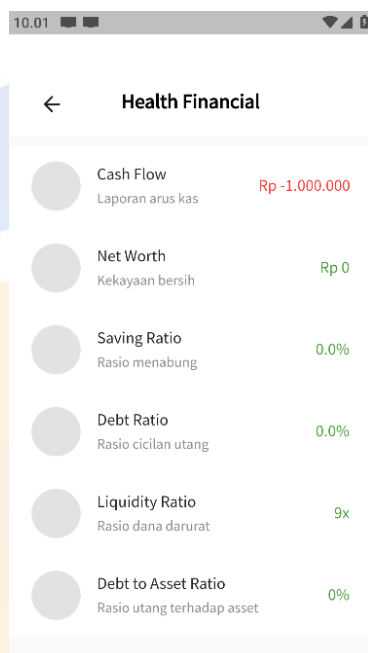 10.01
Health Financial
Cash Flow
Rp -1.000.000
Laporan arus kas
Net Worth
Rp 0
Kekayaan bersih
Saving Ratio
0.0%
Rasio menabung
Debt Ratio
0.0%
Rasio cicilan utang
Liquidity Ratio
9x
Rasio dana darurat
Debt to Asset Ratio
0%
Rasio utang terhadap asset